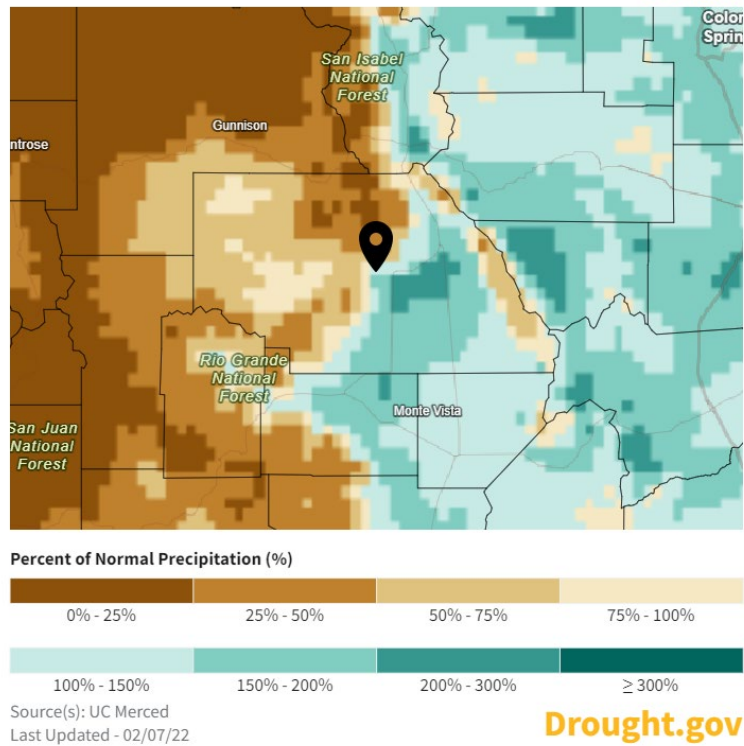 Color
Sprin
San Isabel
National
Forest
Gunnison
ntrose
Rio Grande
National
Forest
Monte Vista
San Juan
National
Forest
Percent of Normal Precipitation (%)
0% - 25% 25% - 50% 50% - 75% 75% - 100%
100% - 150% 150% - 200% 200% - 300% ≥ 300%
Source(s): UC Merced
Last Updated - 02/07/22
Drought.gov